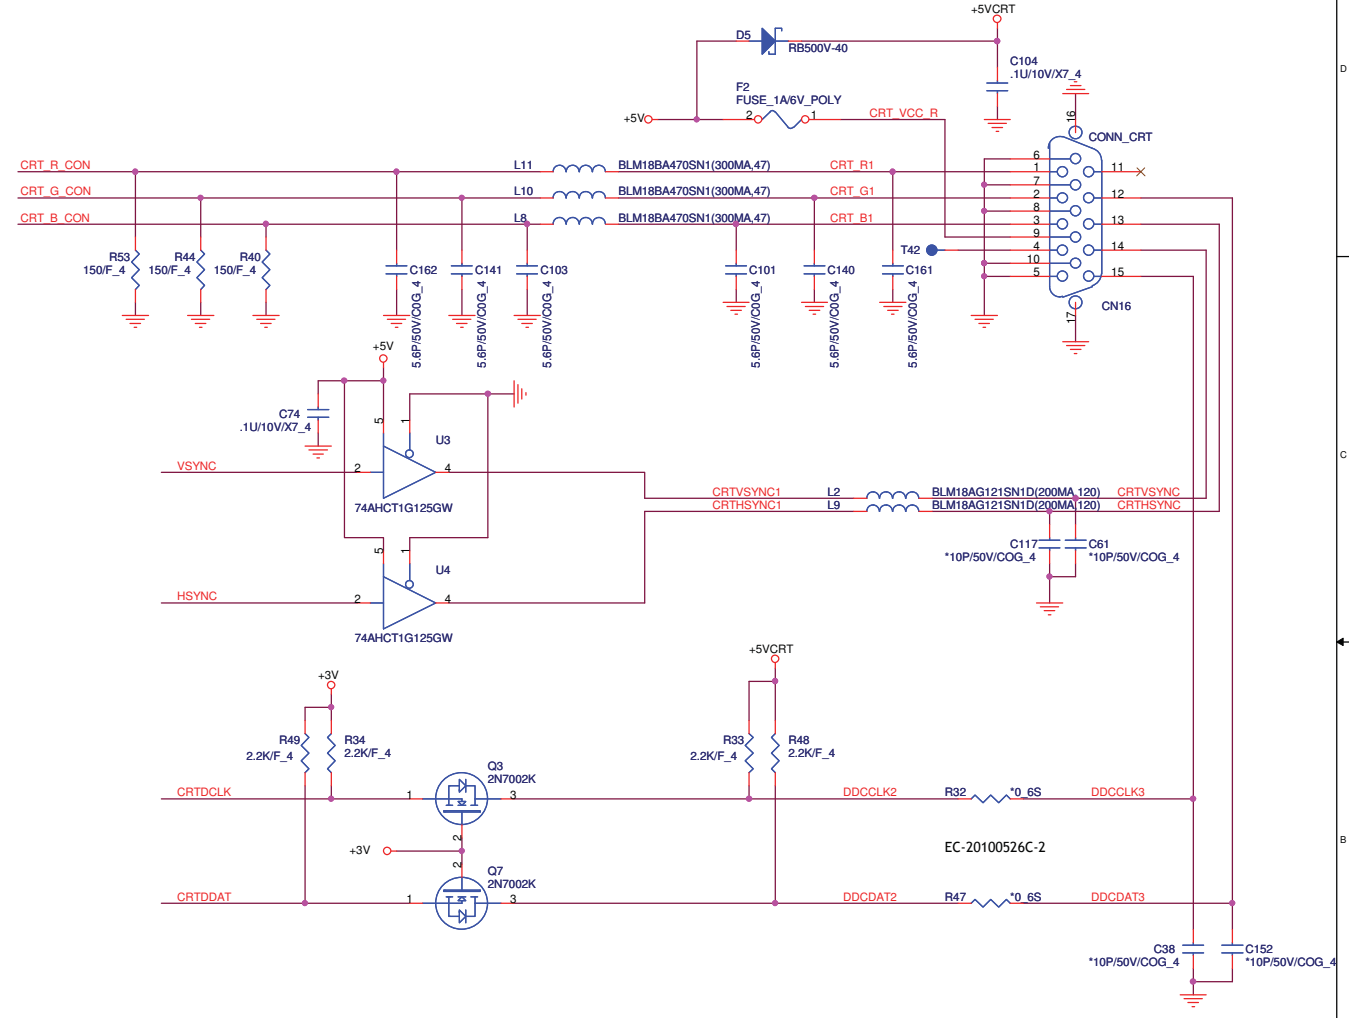 +5VCRT
D5
RB500V-40
D
C104
.1U/10V/X7_4
F2
FUSE_1A/6V_POLY
+5V
2
1
CRT_VCC_R
16
CONN_CRT
CRT_R_CON
L11
BLM18BA470SN1(300MA,47)
CRT_R1
6
1
11
CRT_G_CON
L10
BLM18BA470SN1(300MA,47)
CRT_G1
7
2
12
CRT_B_CON
L8
BLM18BA470SN1(300MA,47)
CRT_B1
8
3
13
9
T42
4
14
10
5
15
R53
150/F_4
R44
150/F_4
R40
150/F_4
C162
5.6P/50V/C0G_4
C141
5.6P/50V/C0G_4
C103
5.6P/50V/C0G_4
C101
5.6P/50V/C0G_4
C140
5.6P/50V/C0G_4
C161
5.6P/50V/C0G_4
CN16
17
+5V
C74
.1U/10V/X7_4
5
1
U3
C
VSYNC
2
4
74AHCT1G125GW
CRTVSYNC1
L2
BLM18AG121SN1D(200MA,120)
CRTVSYNC
CRTHSYNC1
L9
BLM18AG121SN1D(200MA,120)
CRTHSYNC
5
1
U4
C117
*10P/50V/COG_4
C61
*10P/50V/COG_4
HSYNC
2
4
74AHCT1G125GW
+5VCRT
+3V
R49
2.2K/F_4
R34
2.2K/F_4
R33
2.2K/F_4
R48
2.2K/F_4
Q3
2N7002K
CRTDCLK
1
3
DDCCLK2
R32
*0_6S
DDCCLK3
2
+3V
EC-20100526C-2
B
2
Q7
2N7002K
CRTDDAT
1
3
DDCDAT2
R47
*0_6S
DDCDAT3
C38
*10P/50V/COG_4
C152
*10P/50V/COG_4